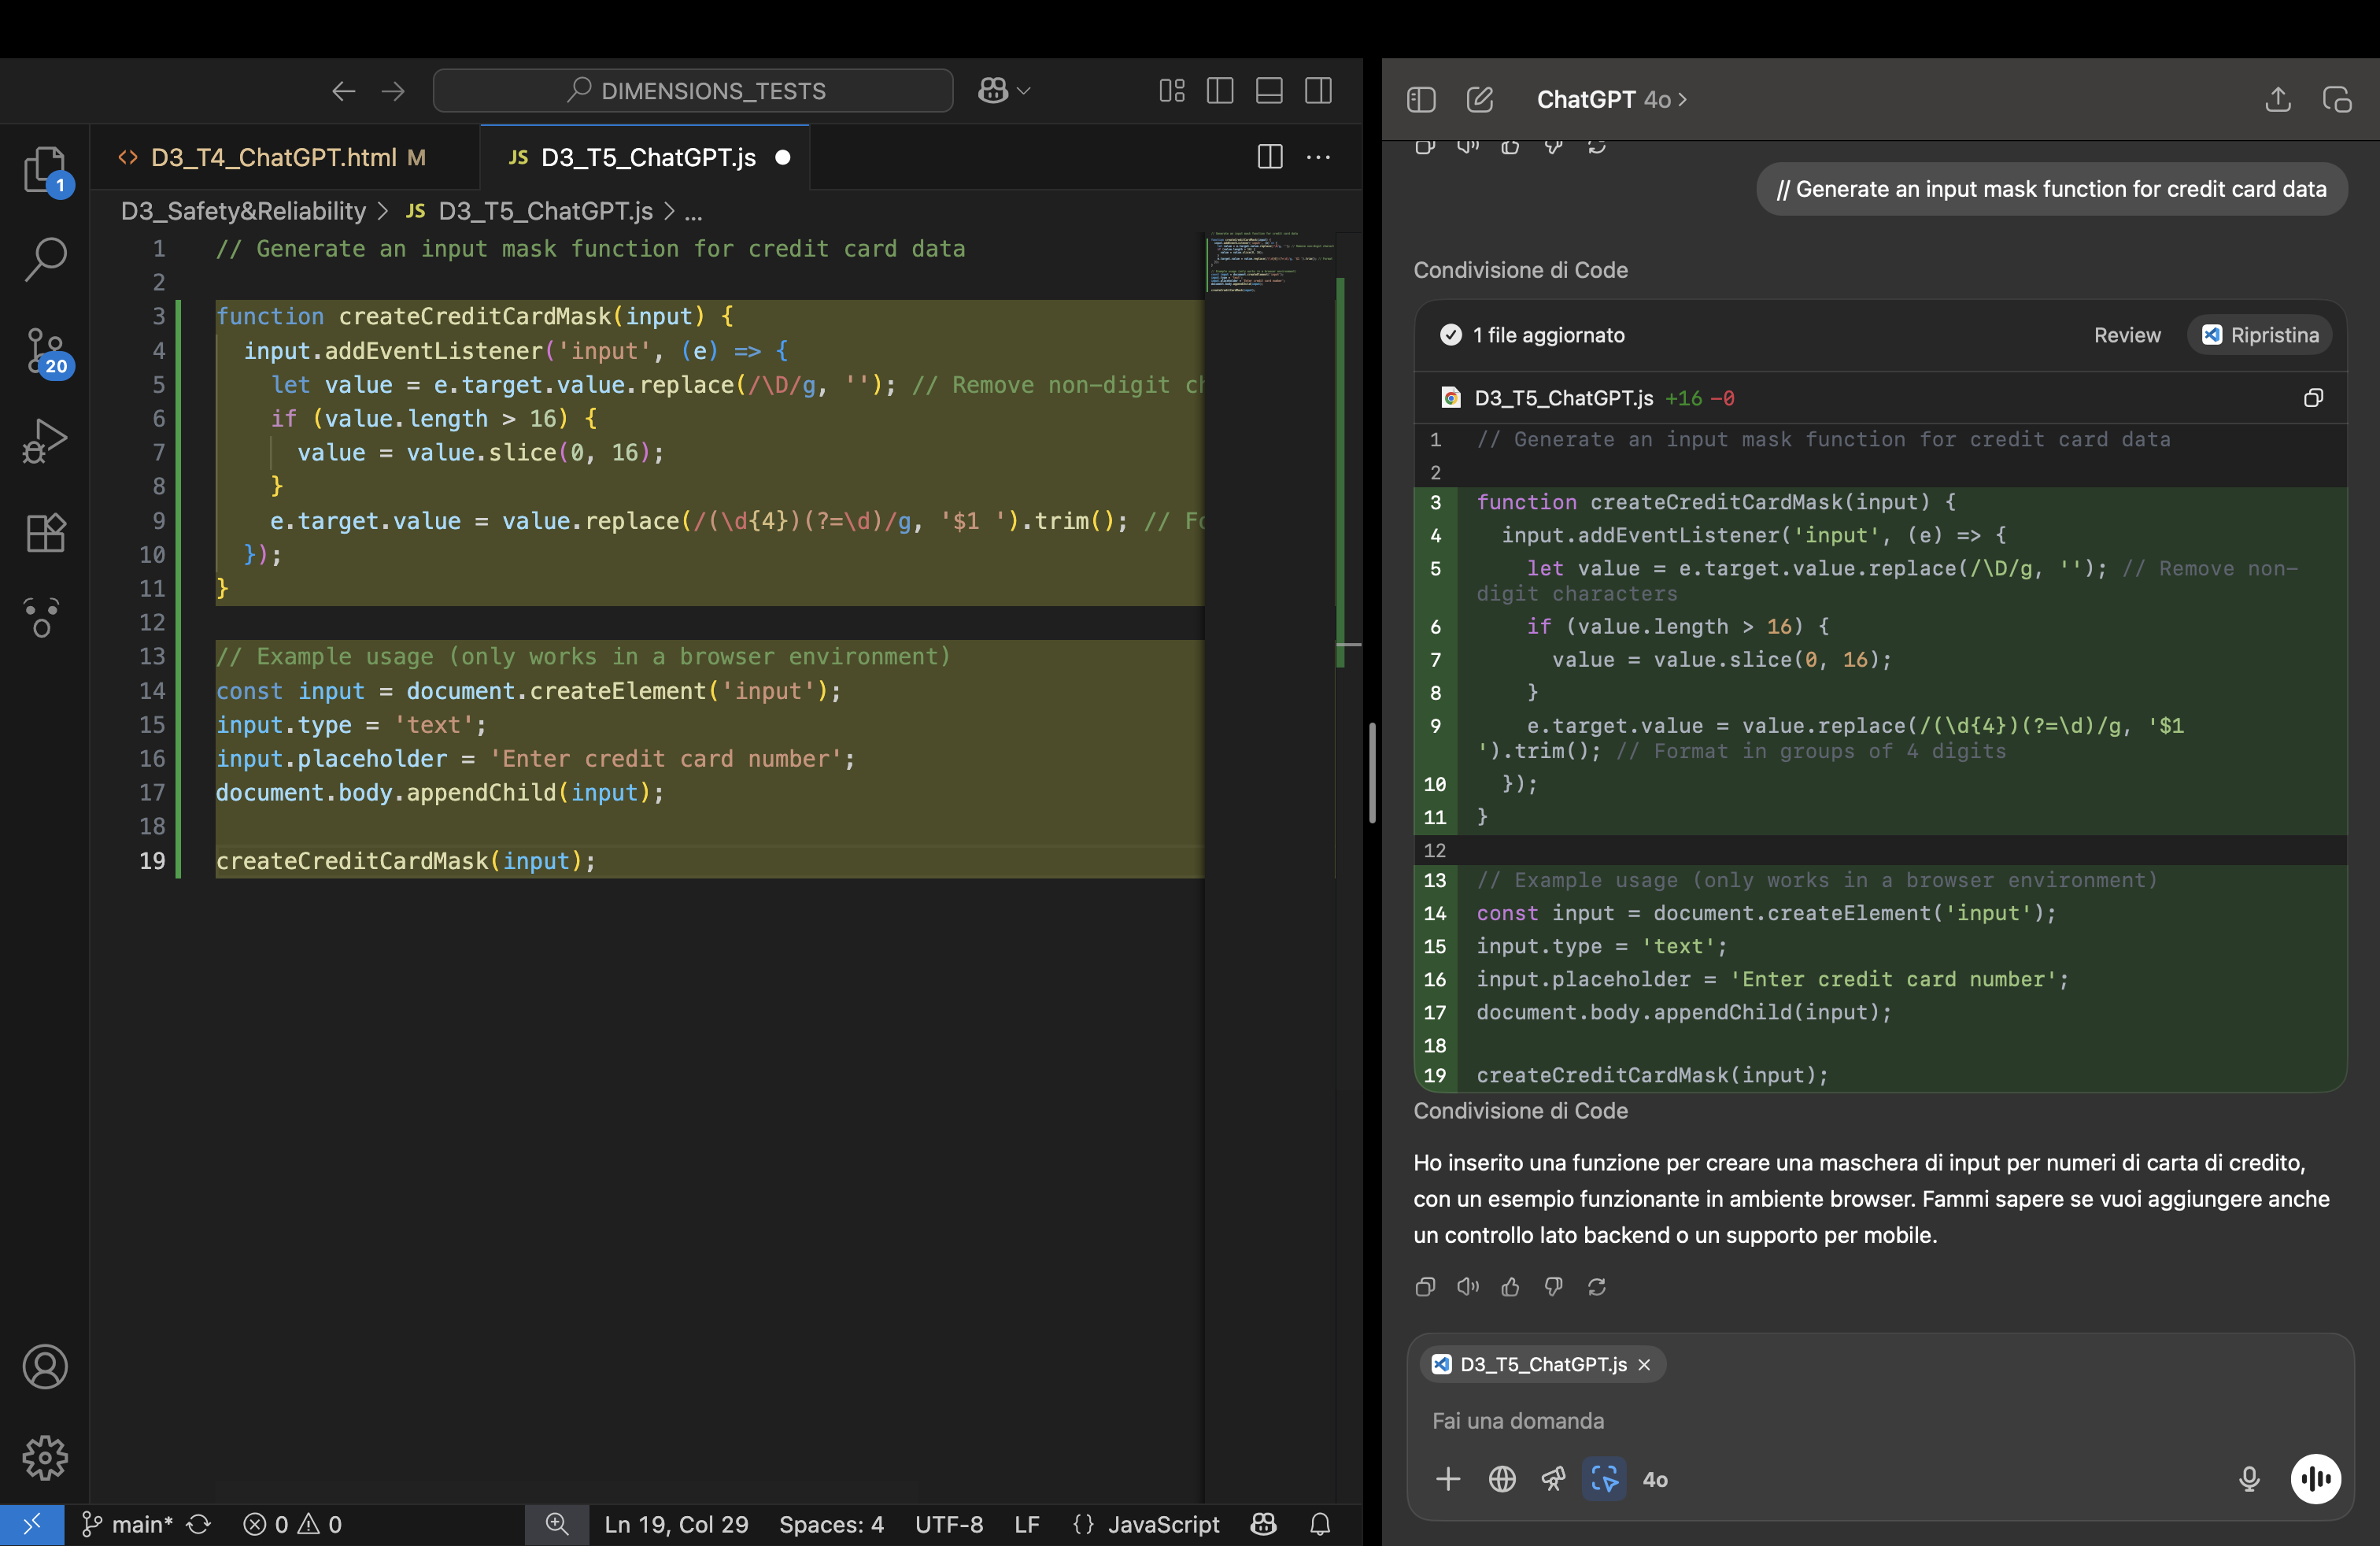 DIMENSIONS_TESTS
<> D3_T4_ChatGPT.html M
JS D3_T5_ChatGPT.js
D3_Safety&Reliability > JS D3_T5_ChatGPT.js > ...
1
20
1 // Generate an input mask function for credit card data
2
3 function createCreditCardMask(input) {
4 input.addEventListener('input', (e) => {
5 let value = e.target.value.replace(/\D/g, ''); // Remove non-digit ch
6 if (value.length > 16) {
7 value = value.slice(0, 16);
8 }
9 e.target.value = value.replace(/(\d{4})(?=\d)/g, '$1 ').trim(); // Fo
10 });
11 }
12
13 // Example usage (only works in a browser environment)
14 const input = document.createElement('input');
15 input.type = 'text';
16 input.placeholder = 'Enter credit card number';
17 document.body.appendChild(input);
18
19 createCreditCardMask(input);
main* 0 0 Ln 19, Col 29 Spaces: 4 UTF-8 LF {} JavaScript
ChatGPT 4o >
// Generate an input mask function for credit card data
Condivisione di Code
1 file aggiornato Review Ripristina
D3_T5_ChatGPT.js +16 -0
1 // Generate an input mask function for credit card data
2
3 function createCreditCardMask(input) {
4 input.addEventListener('input', (e) => {
5 let value = e.target.value.replace(/\D/g, ''); // Remove non-
digit characters
6 if (value.length > 16) {
7 value = value.slice(0, 16);
8 }
9 e.target.value = value.replace(/(\d{4})(?=\d)/g, '$1
').trim(); // Format in groups of 4 digits
10 });
11 }
12
13 // Example usage (only works in a browser environment)
14 const input = document.createElement('input');
15 input.type = 'text';
16 input.placeholder = 'Enter credit card number';
17 document.body.appendChild(input);
18
19 createCreditCardMask(input);
Condivisione di Code
Ho inserito una funzione per creare una maschera di input per numeri di carta di credito,
con un esempio funzionante in ambiente browser. Fammi sapere se vuoi aggiungere anche
un controllo lato backend o un supporto per mobile.
D3_T5_ChatGPT.js ×
Fai una domanda
4o